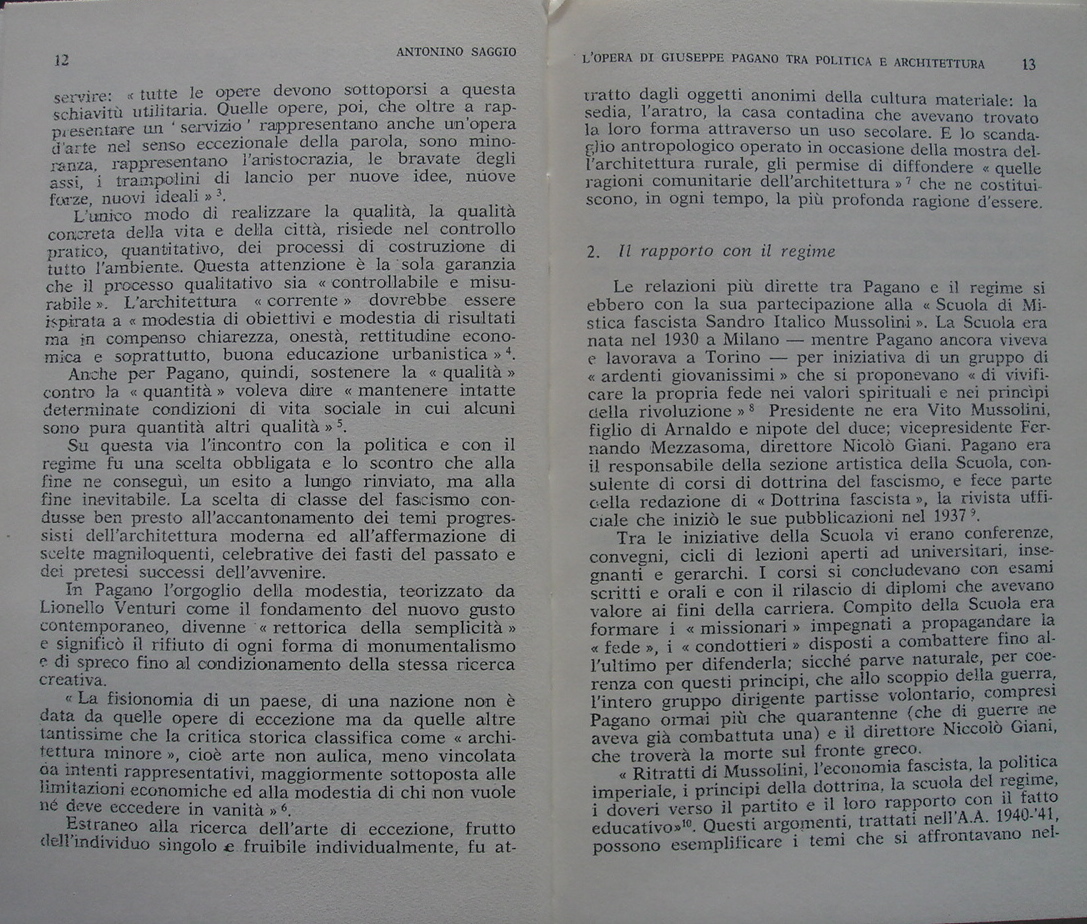 12
ANTONINO SAGGIO
servire: « tutte le opere devono sottoporsi a questa
schiavitù utilitaria. Quelle opere, poi, che oltre a rap-
presentare un ' servizio ' rappresentano anche un'opera
d'arte nel senso eccezionale della parola, sono mino-
ranza, rappresentano l'aristocrazia, le bravate degli
assi, i trampolini di lancio per nuove idee, nuove
forze, nuovi ideali » 3.
L'unico modo di realizzare la qualità, la qualità
concreta della vita e della città, risiede nel controllo
pratico, quantitativo, dei processi di costruzione di
tutto l'ambiente. Questa attenzione è la sola garanzia
che il processo qualitativo sia « controllabile e misu-
rabile ». L'architettura « corrente » dovrebbe essere
ispirata a « modestia di obiettivi e modestia di risultati
ma in compenso chiarezza, onestà, rettitudine econo-
mica e soprattutto, buona educazione urbanistica » 4.
Anche per Pagano, quindi, sostenere la « qualità »
contro la « quantità » voleva dire « mantenere intatte
determinate condizioni di vita sociale in cui alcuni
sono pura quantità altri qualità » 5.
Su questa via l'incontro con la politica e con il
regime fu una scelta obbligata e lo scontro che alla
fine ne conseguì, un esito a lungo rinviato, ma alla
fine inevitabile. La scelta di classe del fascismo con-
dusse ben presto all'accantonamento dei temi progres-
sisti dell'architettura moderna ed all'affermazione di
scelte magniloquenti, celebrative dei fasti del passato e
dei pretesi successi dell'avvenire.
In Pagano l'orgoglio della modestia, teorizzato da
Lionello Venturi come il fondamento del nuovo gusto
contemporaneo, divenne « rettorica della semplicità »
e significò il rifiuto di ogni forma di monumentalismo
e di spreco fino al condizionamento della stessa ricerca
creativa.
« La fisionomia di un paese, di una nazione non è
data da quelle opere di eccezione ma da quelle altre
tantissime che la critica storica classifica come « archi-
tettura minore », cioè arte non aulica, meno vincolata
da intenti rappresentativi, maggiormente sottoposta alle
limitazioni economiche ed alla modestia di chi non vuole
né deve eccedere in vanità » 6.
Estraneo alla ricerca dell'arte di eccezione, frutto
dell'individuo singolo e fruibile individualmente, fu at-
L'OPERA DI GIUSEPPE PAGANO TRA POLITICA E ARCHITETTURA
13
tratto dagli oggetti anonimi della cultura materiale: la
sedia, l'aratro, la casa contadina che avevano trovato
la loro forma attraverso un uso secolare. E lo scanda-
glio antropologico operato in occasione della mostra del-
l'architettura rurale, gli permise di diffondere « quelle
ragioni comunitarie dell'architettura » 7 che ne costitui-
scono, in ogni tempo, la più profonda ragione d'essere.
2. Il rapporto con il regime
Le relazioni più dirette tra Pagano e il regime si
ebbero con la sua partecipazione alla « Scuola di Mi-
stica fascista Sandro Italico Mussolini ». La Scuola era
nata nel 1930 a Milano — mentre Pagano ancora viveva
e lavorava a Torino — per iniziativa di un gruppo di
« ardenti giovanissimi » che si proponevano « di vivifi-
care la propria fede nei valori spirituali e nei principi
della rivoluzione » 8 Presidente ne era Vito Mussolini,
figlio di Arnaldo e nipote del duce; vicepresidente Fer-
nando Mezzasoma, direttore Nicolò Giani. Pagano era
il responsabile della sezione artistica della Scuola, con-
sulente di corsi di dottrina del fascismo, e fece parte
della redazione di « Dottrina fascista », la rivista uffi-
ciale che iniziò le sue pubblicazioni nel 1937 9.
Tra le iniziative della Scuola vi erano conferenze,
convegni, cicli di lezioni aperti ad universitari, inse-
gnanti e gerarchi. I corsi si concludevano con esami
scritti e orali e con il rilascio di diplomi che avevano
valore ai fini della carriera. Compito della Scuola era
formare i « missionari » impegnati a propagandare la
« fede », i « condottieri » disposti a combattere fino al-
l'ultimo per difenderla; sicché parve naturale, per coe-
renza con questi principi, che allo scoppio della guerra,
l'intero gruppo dirigente partisse volontario, compresi
Pagano ormai più che quarantenne (che di guerre ne
aveva già combattuta una) e il direttore Niccolò Giani,
che troverà la morte sul fronte greco.
« Ritratti di Mussolini, l'economia fascista, la politica
imperiale, i principi della dottrina, la scuola del regime,
i doveri verso il partito e il loro rapporto con il fatto
educativo»10. Questi argomenti, trattati nell'A.A. 1940-'41,
possono esemplificare i temi che si affrontavano nel-